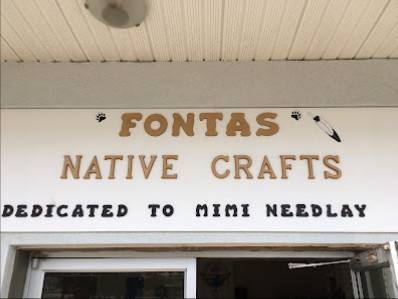 FONTAS
NATIVE CRAFTS
DEDICATED TO MIMI NEEDLAY